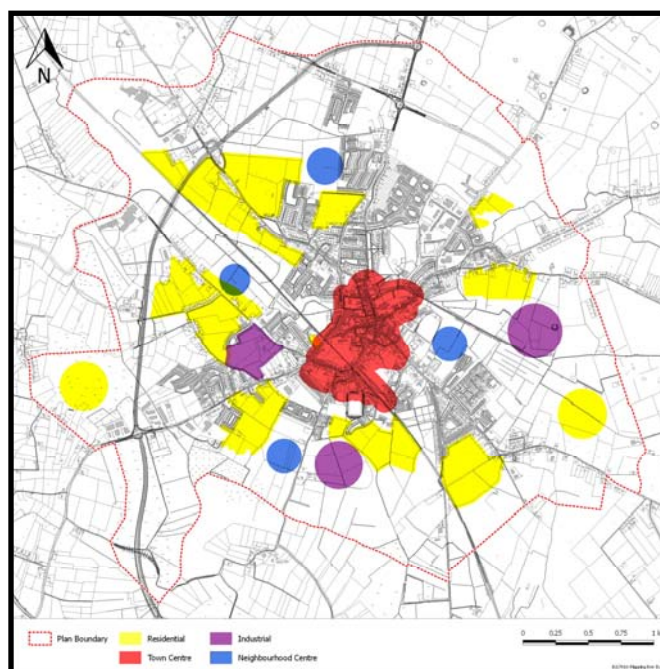 N
Plan Boundary
Residential
Industrial
Town Centre
Neighbourhood Centre
0 0.25 0.5 0.75 1